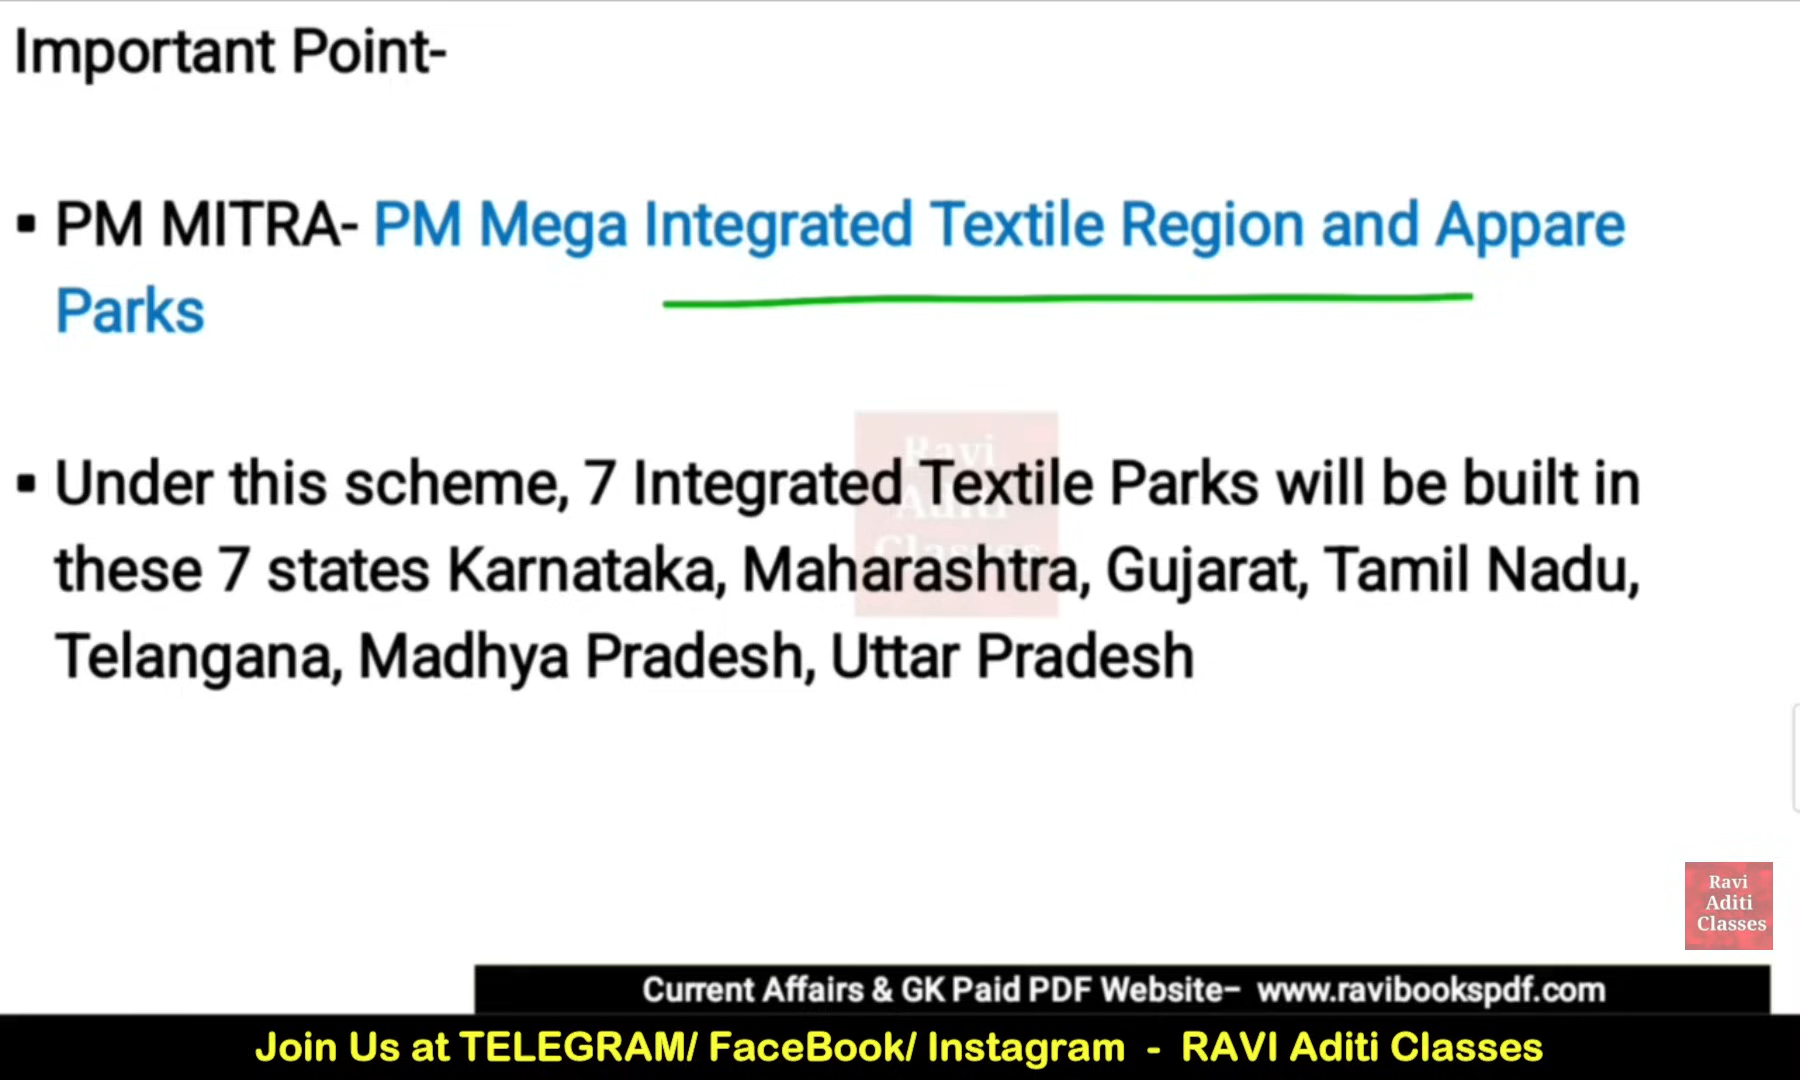 Important Point-
▪ PM MITRA- PM Mega Integrated Textile Region and Appare
Parks
▪ Under this scheme, 7 Integrated Textile Parks will be built in
these 7 states Karnataka, Maharashtra, Gujarat, Tamil Nadu,
Telangana, Madhya Pradesh, Uttar Pradesh
Ravi
Aditi
Classes
Ravi
Aditi
Classes
Current Affairs & GK Paid PDF Website– www.ravibookspdf.com
Join Us at TELEGRAM/ FaceBook/ Instagram - RAVI Aditi Classes